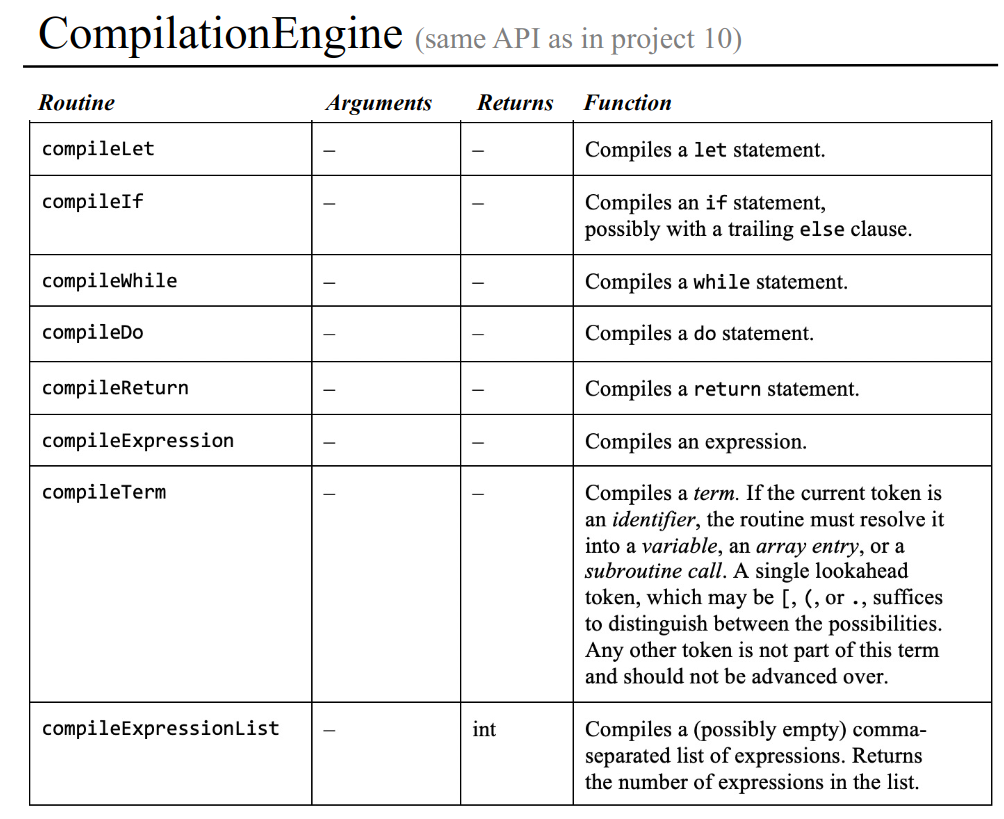 CompilationEngine (same API as in project 10)
Routine Arguments Returns Function
compileLet – – Compiles a let statement.
compileIf – – Compiles an if statement,
possibly with a trailing else clause.
compileWhile – – Compiles a while statement.
compileDo – – Compiles a do statement.
compileReturn – – Compiles a return statement.
compileExpression – – Compiles an expression.
compileTerm – – Compiles a term. If the current token is
an identifier, the routine must resolve it
into a variable, an array entry, or a
subroutine call. A single lookahead
token, which may be [, (, or ., suffices
to distinguish between the possibilities.
Any other token is not part of this term
and should not be advanced over.
compileExpressionList – int Compiles a (possibly empty) comma-
separated list of expressions. Returns
the number of expressions in the list.